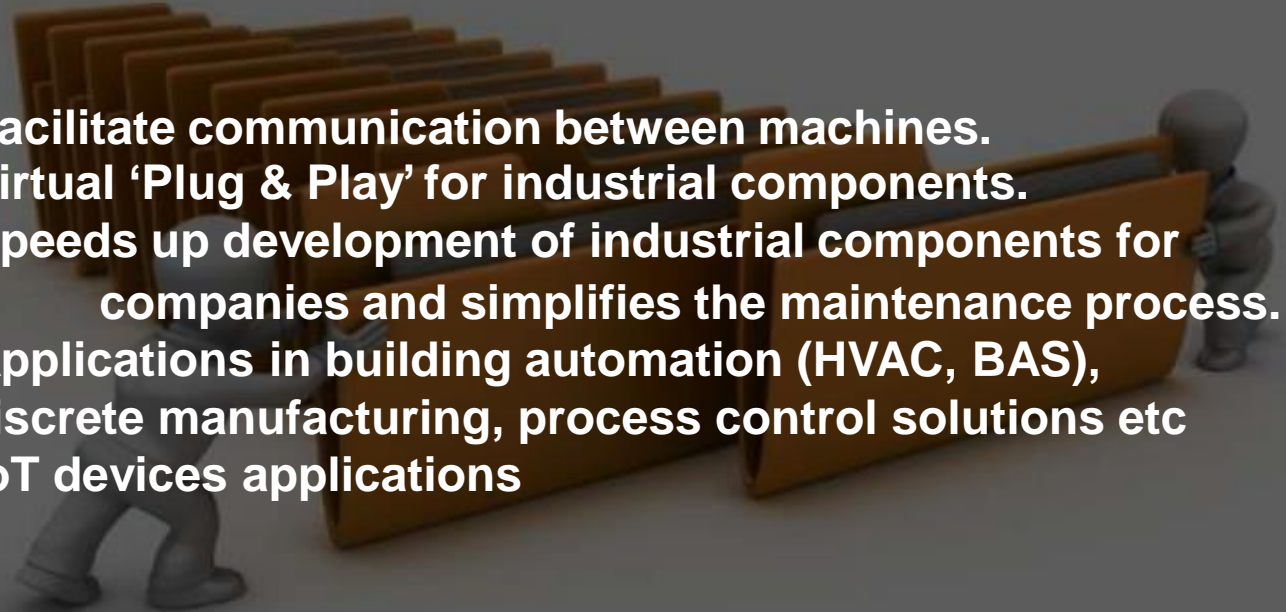 acilitate communication between machines.
irtual ‘Plug & Play’ for industrial components.
peeds up development of industrial components for
companies and simplifies the maintenance process.
pplications in building automation (HVAC, BAS),
iscrete manufacturing, process control solutions etc
oT devices applications